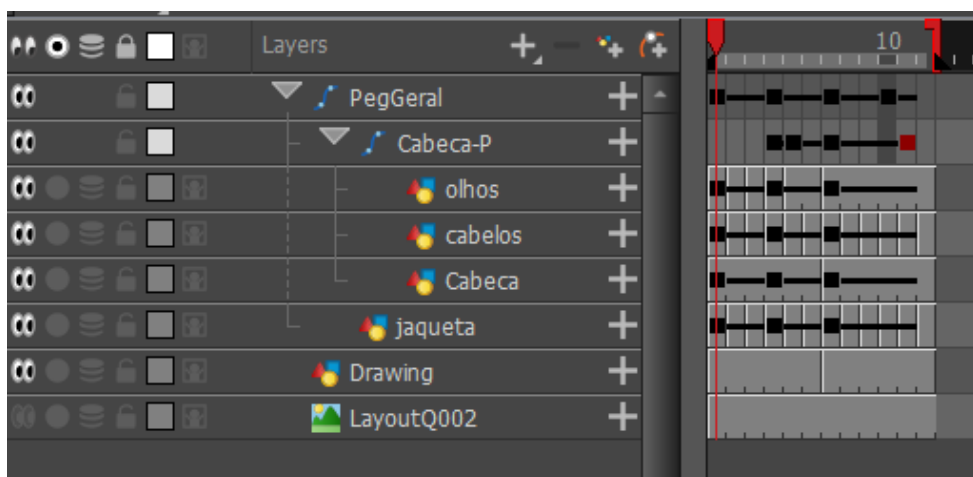 Layers 10
PegGeral
Cabeca-P
olhos
cabelos
Cabeca
jaqueta
Drawing
LayoutQ002